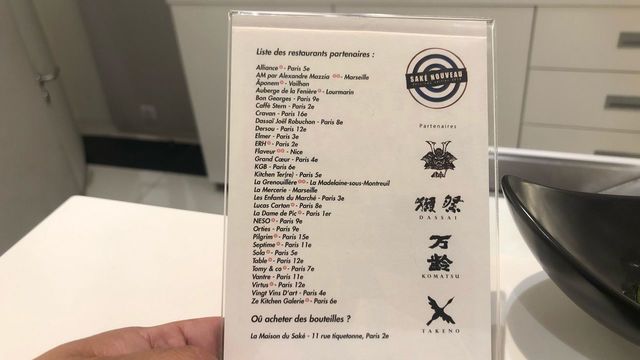 Liste des restaurants partenaires :
Alliance - Paris 5e
AM par Alexandre Mazzia - Marseille
Äponem - Vailhan
Auberge de la Fenière - Lourmarin
Bon Georges - Paris 9e
Caffè Stern - Paris 2e
Cravan - Paris 16e
Dassaï Joël Robuchon - Paris 8e
Dersou - Paris 12e
Elmer - Paris 3e
ERH - Paris 2e
Flaveur - Nice
Grand Cœur - Paris 4e
KGB - Paris 6e
Kitchen Ter(re) - Paris 5e
La Grenouillère - La Madelaine-sous-Montreuil
La Mercerie - Marseille
Les Enfants du Marché - Paris 3e
Lucas Carton - Paris 8e
La Dame de Pic - Paris 1er
NESO - Paris 9e
Orties - Paris 9e
Pilgrim - Paris 15e
Septime - Paris 11e
Sola - Paris 5e
Table - Paris 12e
Tomy & co - Paris 7e
Vantre - Paris 11e
Virtus - Paris 12e
Vingt Vins D'art - Paris 4e
Ze Kitchen Galerie - Paris 6e
Où acheter des bouteilles ?
La Maison du Saké - 11 rue tiquetonne, Paris 2e
SAKÉ NOUVEAU
Partenaires
獺祭
DASSAI
万
齢
KOMATSU
TAKENO